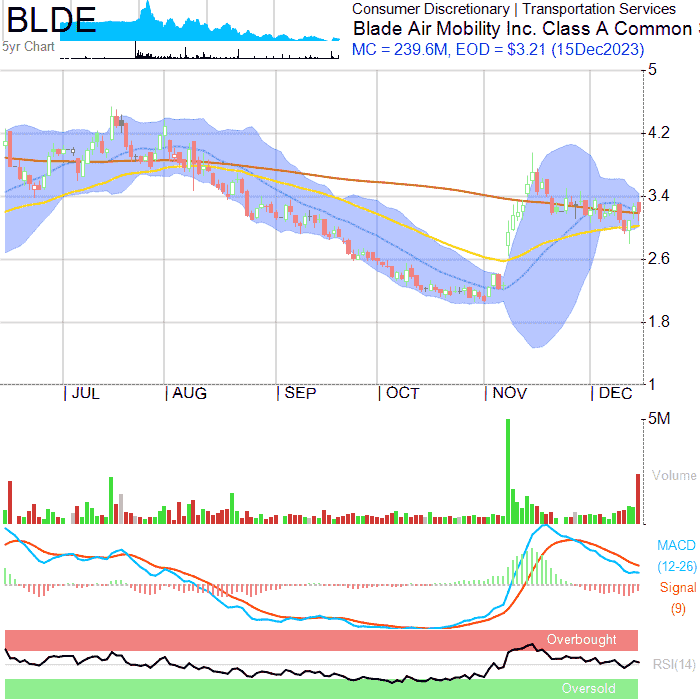 BLDE
5yr Chart
Consumer Discretionary | Transportation Services
Blade Air Mobility Inc. Class A Common
MC = 239.6M, EOD = $3.21 (15Dec2023)
5
4.2
3.4
2.6
1.8
1
JUL AUG SEP OCT NOV DEC
5M
Volume
MACD
(12-26)
Signal
(9)
Overbought
RSI(14)
Oversold